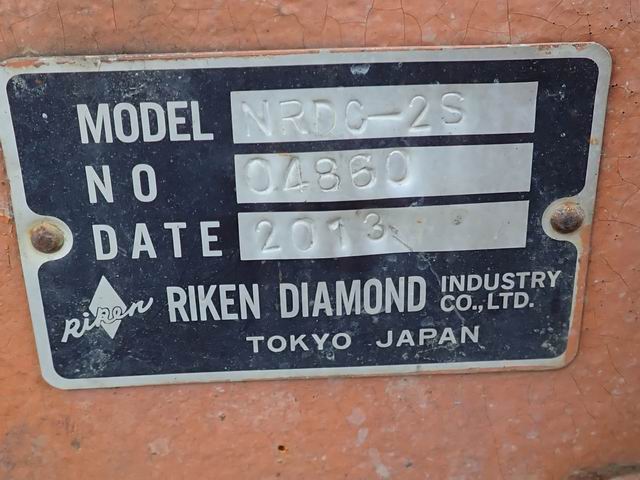 MODEL NRDC-2S
NO 04860
DATE 2013
Riken RIKEN DIAMOND INDUSTRY CO.,LTD.
TOKYO JAPAN